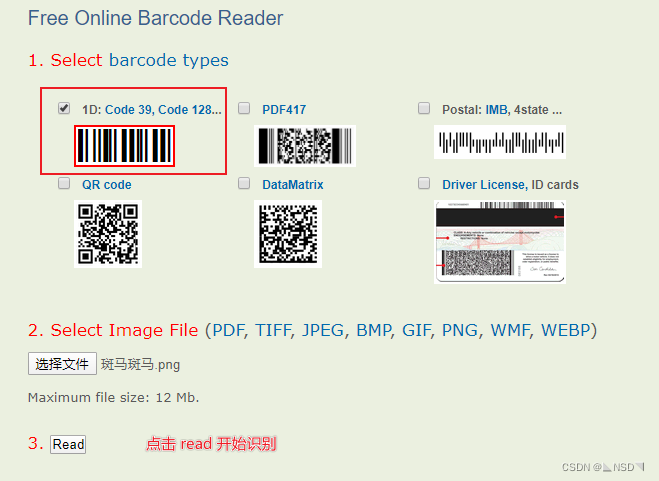 Free Online Barcode Reader
1. Select barcode types
1D: Code 39, Code 128...
PDF417
Postal: IMB, 4state ...
QR code
DataMatrix
Driver License, ID cards
2. Select Image File (PDF, TIFF, JPEG, BMP, GIF, PNG, WMF, WEBP)
选择文件 斑马斑马.png
Maximum file size: 12 Mb.
3. Read 点击 read 开始识别
CSDN @◣NSD◥